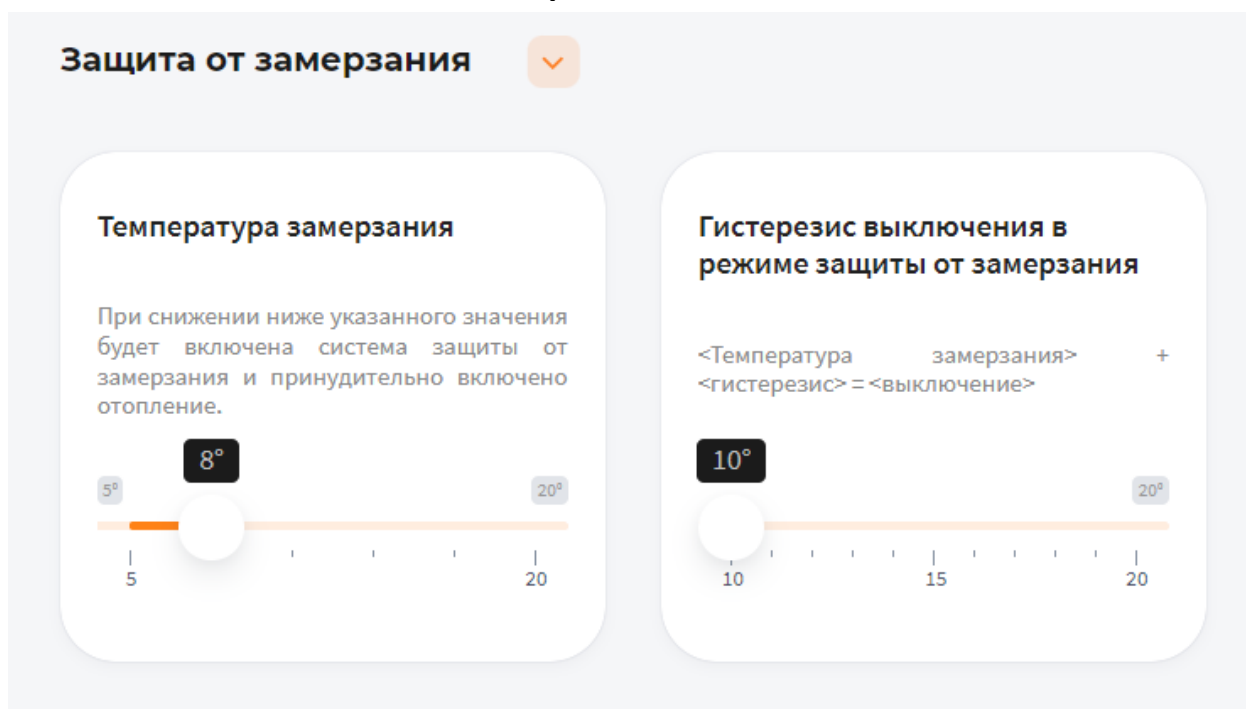 Защита от замерзания
Температура замерзания
При снижении ниже указанного значения
будет включена система защиты от
замерзания и принудительно включено
отопление.
8°
5°
20°
5
20
Гистерезис выключения в
режиме защиты от замерзания
<Температура замерзания> +
<гистерезис> = <выключение>
10°
20°
10
15
20